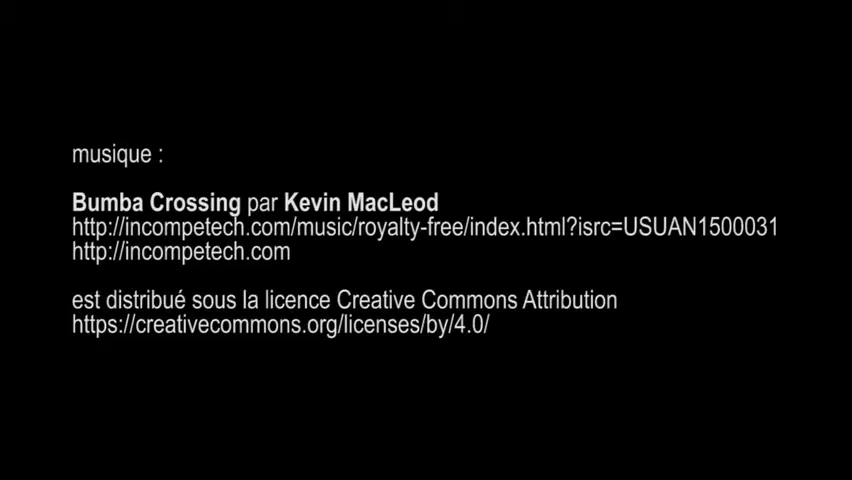 musique :
Bumba Crossing par Kevin MacLeod
http://incompetech.com/music/royalty-free/index.html?isrc=USUAN1500031
http://incompetech.com
est distribué sous la licence Creative Commons Attribution
https://creativecommons.org/licenses/by/4.0/